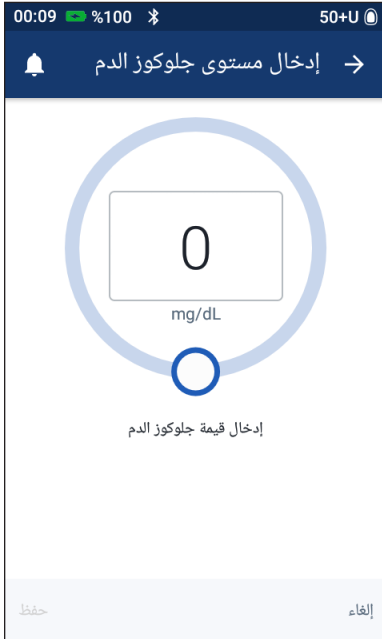 00:09 %100 50+U
إدخال مستوى جلوكوز الدم
0
mg/dL
إدخال قيمة جلوكوز الدم
إلغاء حفظ